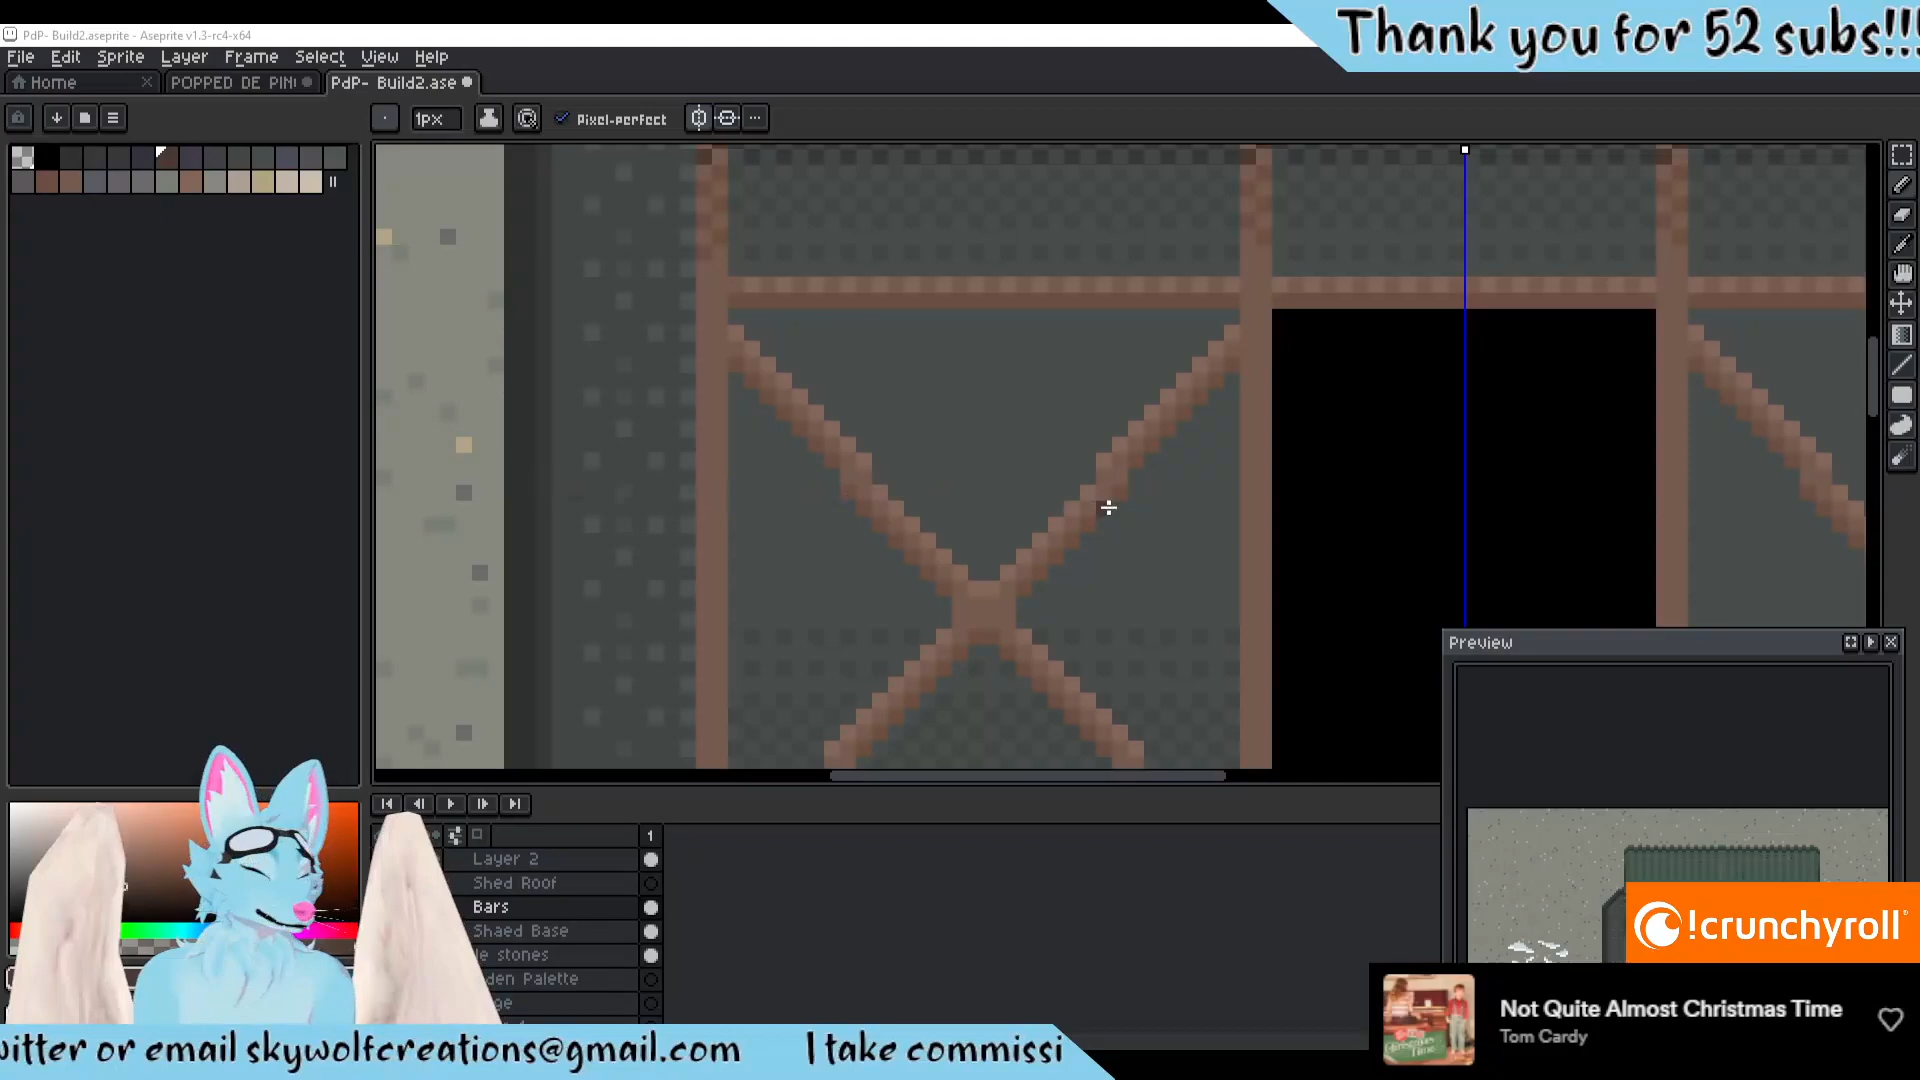 PdP- Build2.aseprite - Aseprite v1.3-rc4-x64
Thank you for 52 subs!!!
File Edit Sprite Layer Frame Select View Help
Home
POPPED DE PIN
PdP- Build2.ase
1px
Pixel-perfect
Preview
1
Layer 2
Shed Roof
Bars
Shaed Base
le stones
den Palette
ge
!crunchyroll
Not Quite Almost Christmas Time
Tom Cardy
witter or email skywolfcreations@gmail.com
I take commissi